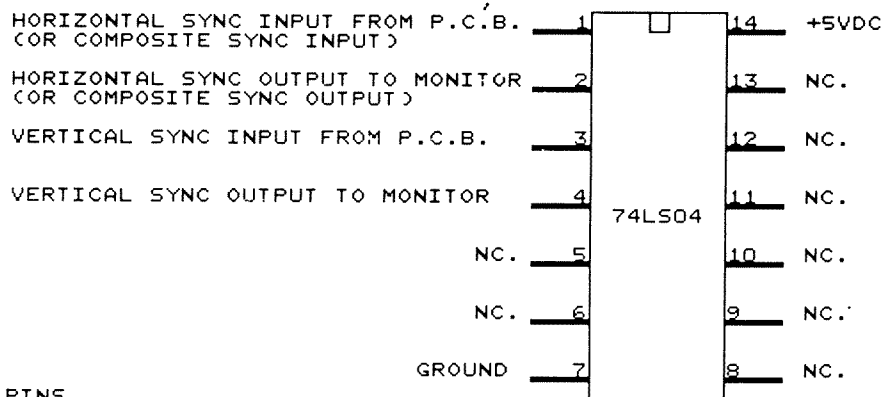 HORIZONTAL SYNC INPUT FROM P.C.B. 1 14 +5VDC
(OR COMPOSITE SYNC INPUT)
HORIZONTAL SYNC OUTPUT TO MONITOR 2 13 NC.
(OR COMPOSITE SYNC OUTPUT)
VERTICAL SYNC INPUT FROM P.C.B. 3 12 NC.
VERTICAL SYNC OUTPUT TO MONITOR 4 11 NC.
74LS04
NC. 5 10 NC.
NC. 6 9 NC.
GROUND 7 8 NC.
PINS